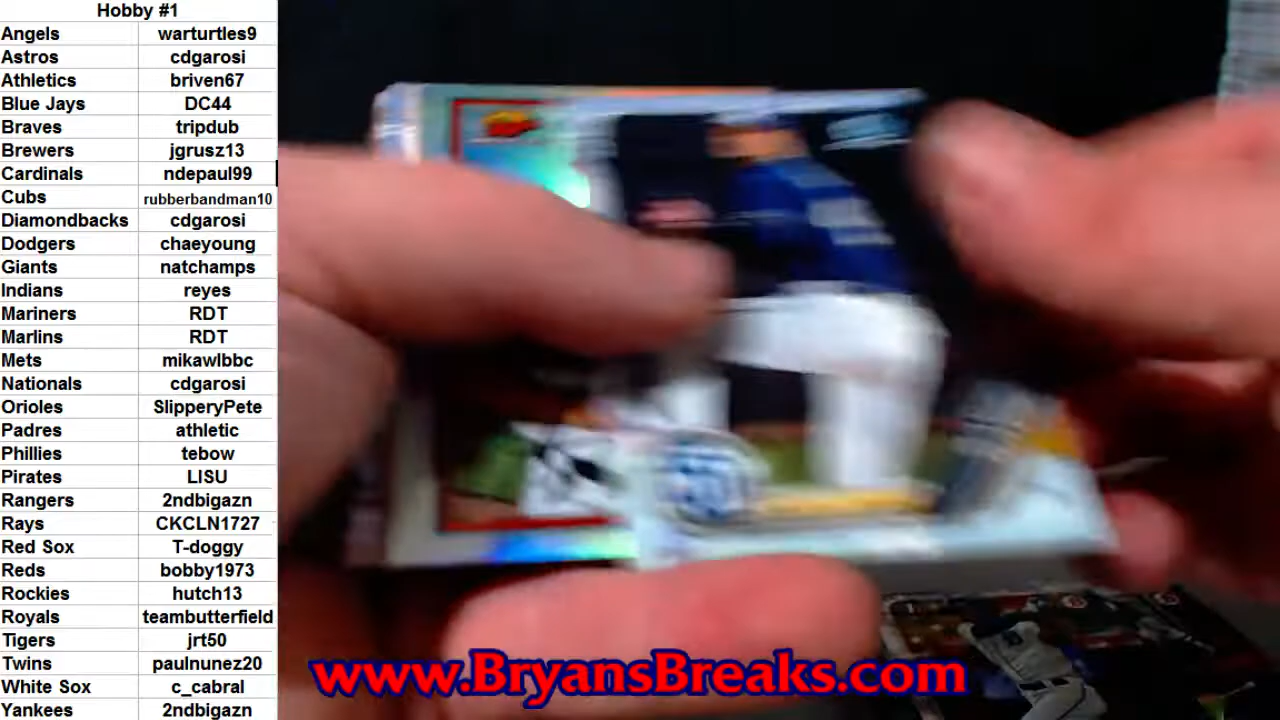 Hobby #1
Angels warturtles9
Astros cdgarosi
Athletics briven67
Blue Jays DC44
Braves tripdub
Brewers jgrusz13
Cardinals ndepaul99
Cubs rubberbandman10
Diamondbacks cdgarosi
Dodgers chaeyoung
Giants natchamps
Indians reyes
Mariners RDT
Marlins RDT
Mets mikawlbbc
Nationals cdgarosi
Orioles SlipperyPete
Padres athletic
Phillies tebow
Pirates LISU
Rangers 2ndbigazn
Rays CKCLN1727
Red Sox T-doggy
Reds bobby1973
Rockies hutch13
Royals teambutterfield
Tigers jrt50
Twins paulnunez20
White Sox c_cabral
Yankees 2ndbigazn
www.BryansBreaks.com